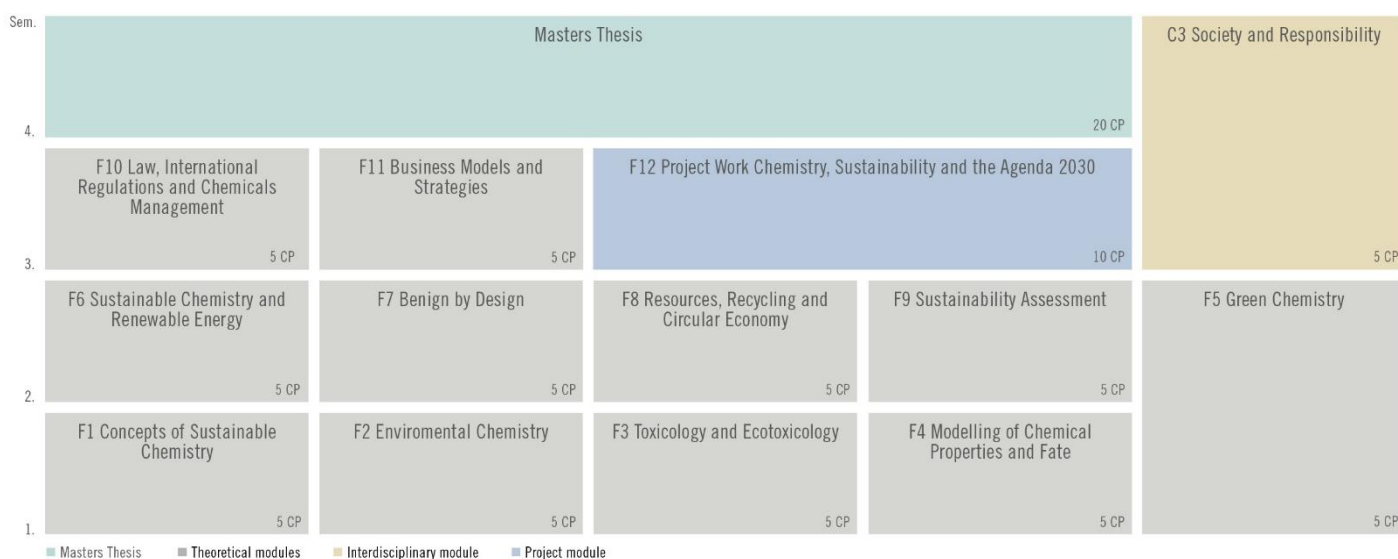 Sem.
Masters Thesis
20 CP
C3 Society and Responsibility
5 CP
4.
F10 Law, International
Regulations and Chemicals
Management
5 CP
F11 Business Models and
Strategies
5 CP
F12 Project Work Chemistry, Sustainability and the Agenda 2030
10 CP
3.
F6 Sustainable Chemistry and
Renewable Energy
5 CP
F7 Benign by Design
5 CP
F8 Resources, Recycling and
Circular Economy
5 CP
F9 Sustainability Assessment
5 CP
F5 Green Chemistry
5 CP
2.
F1 Concepts of Sustainable
Chemistry
5 CP
F2 Enviromental Chemistry
5 CP
F3 Toxicology and Ecotoxicology
5 CP
F4 Modelling of Chemical
Properties and Fate
5 CP
1.
Masters Thesis
Theoretical modules
Interdisciplinary module
Project module